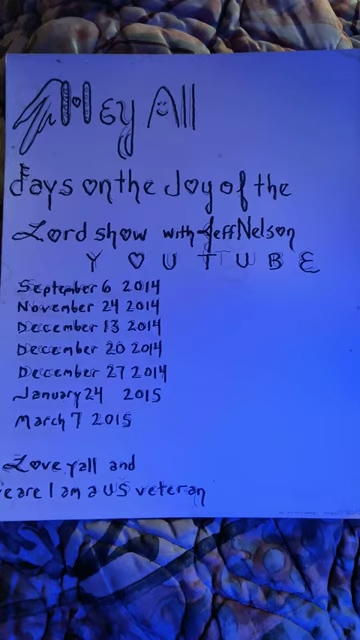 Hey All
days on the Joy of the
Lord show with Jeff Nelson
YOUTUBE
September 6 2014
November 24 2014
December 13 2014
December 20 2014
December 27 2014
January 24 2015
March 7 2015
Love yall and
I am a US veteran